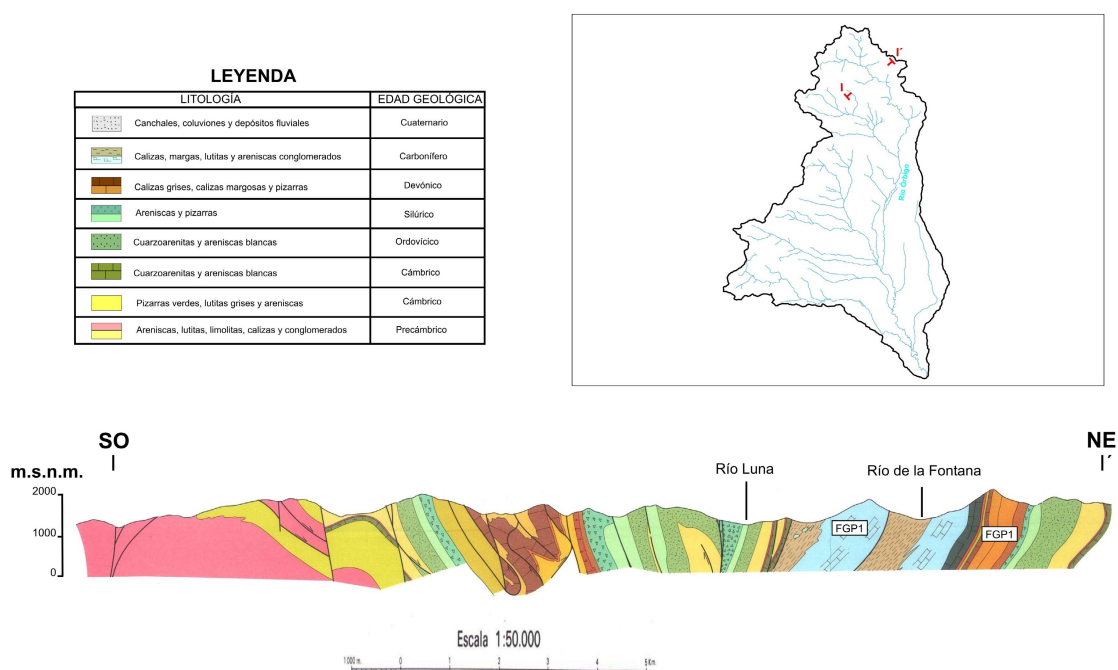 LEYENDA
LITOLOGÍA EDAD GEOLÓGICA
Canchales, coluviones y depósitos fluviales Cuaternario
Calizas, margas, lutitas y areniscas conglomerados Carbonífero
Calizas grises, calizas margosas y pizarras Devónico
Areniscas y pizarras Silúrico
Cuarzoarenitas y areniscas blancas Ordovícico
Cuarzoarenitas y areniscas blancas Cámbrico
Pizarras verdes, lutitas grises y areniscas Cámbrico
Areniscas, lutitas, limolitas, calizas y conglomerados Precámbrico
I´
I
Río Órbigo
SO
I
NE
I´
m.s.n.m.
Río Luna
Río de la Fontana
2000
1000
0
FGP1
FGP1
Escala 1:50.000
1.000 m. 0 1 2 3 4 5 Km.